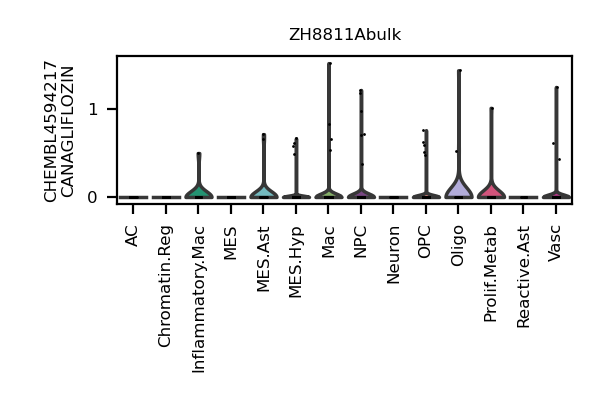 ZH8811Abulk
CHEMBL4594217
CANAGLIFLOZIN
1
0
AC
Chromatin.Reg
Inflammatory.Mac
MES
MES.Ast
MES.Hyp
Mac
NPC
Neuron
OPC
Oligo
Prolif.Metab
Reactive.Ast
Vasc